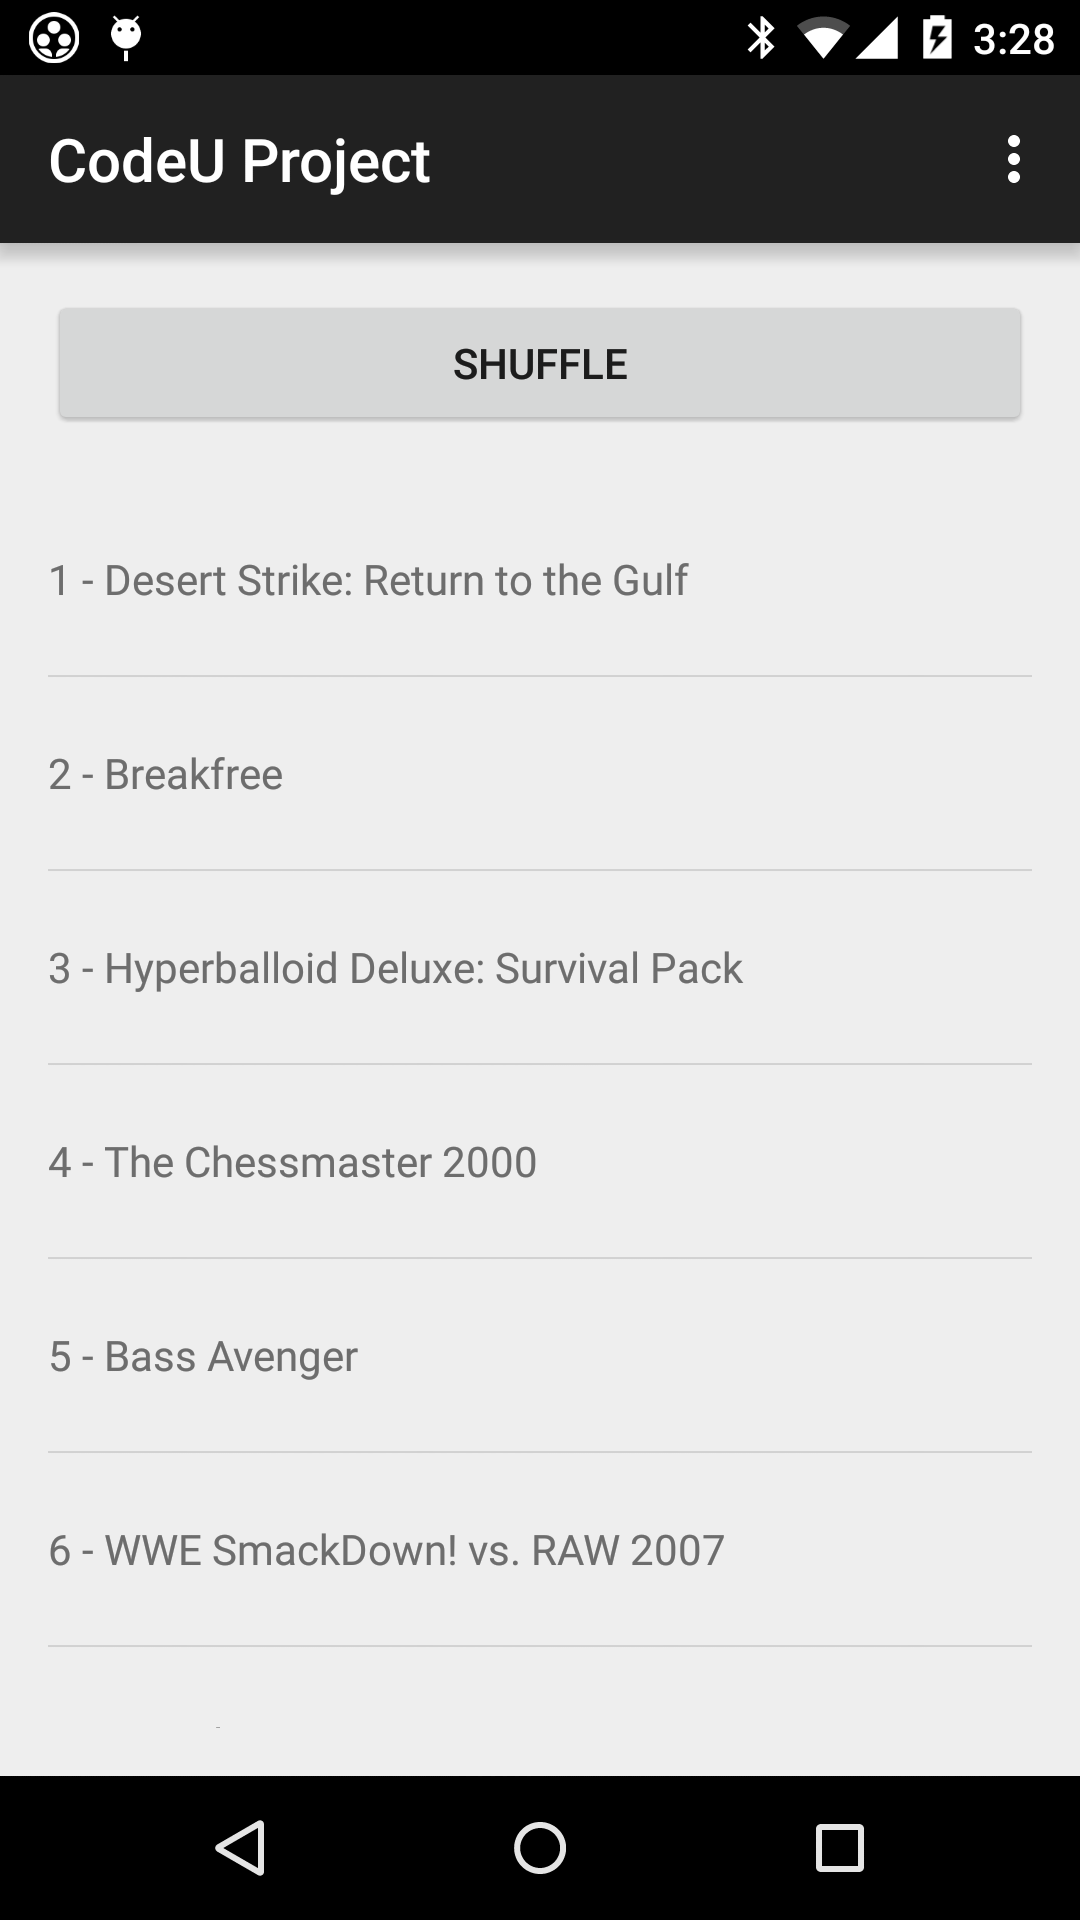 3:28
CodeU Project
SHUFFLE
1 - Desert Strike: Return to the Gulf
2 - Breakfree
3 - Hyperballoid Deluxe: Survival Pack
4 - The Chessmaster 2000
5 - Bass Avenger
6 - WWE SmackDown! vs. RAW 2007